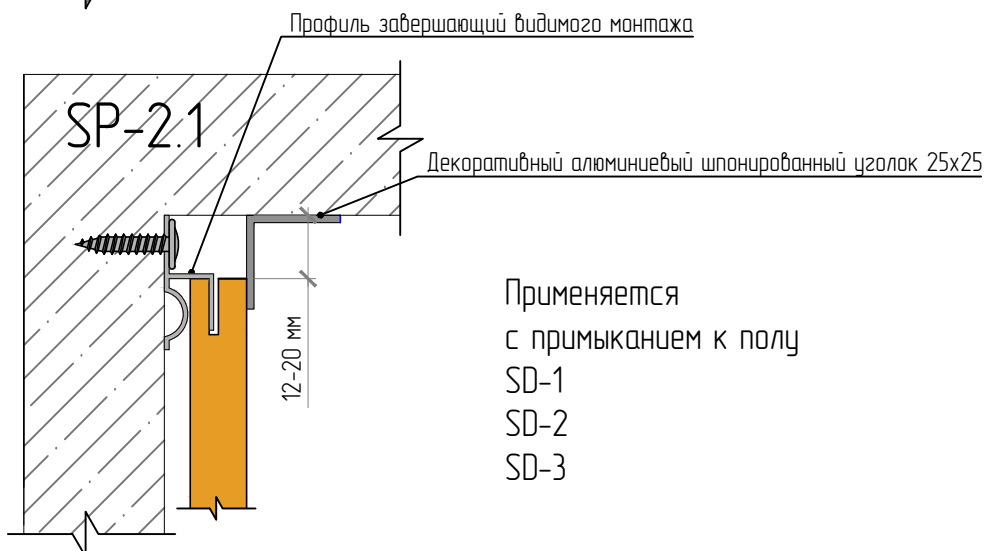 Профиль завершающий видимого монтажа
SP-2.1
Декоративный алюминиевый шпонированный уголок 25х25
12-20 мм
Применяется
с примыканием к полу
SD-1
SD-2
SD-3